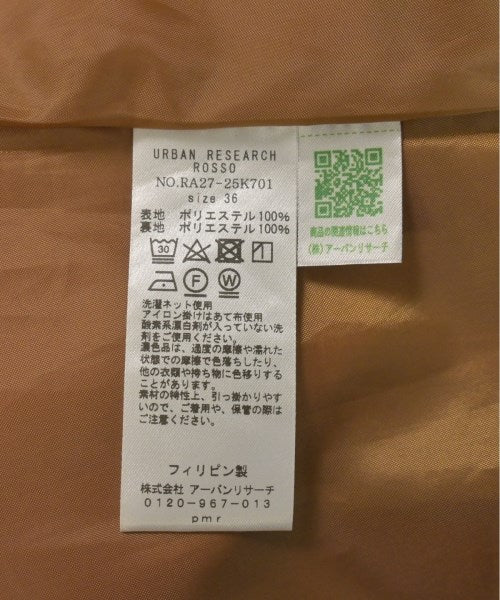 URBAN RESEARCH
ROSSO
NO.RA27-25K701
size 36
表地 ポリエステル100%
裏地 ポリエステル100%
30
F W
洗濯ネット使用
アイロン掛けはあて布使用
酸素系漂白剤が入っていない洗
剤をご使用ください。
濃色品は、過度の摩擦や濡れた
状態での摩擦で色落ちしたり、
他の衣類や持ち物に色移りする
ことがあります。
素材の特性上、引っ掛かりやす
いので、ご着用や、保管の際は
ご注意ください。
フィリピン製
株式会社 アーバンリサーチ
0120-967-013
pmr
商品の関連情報はこちら
(株)アーバンリサーチ